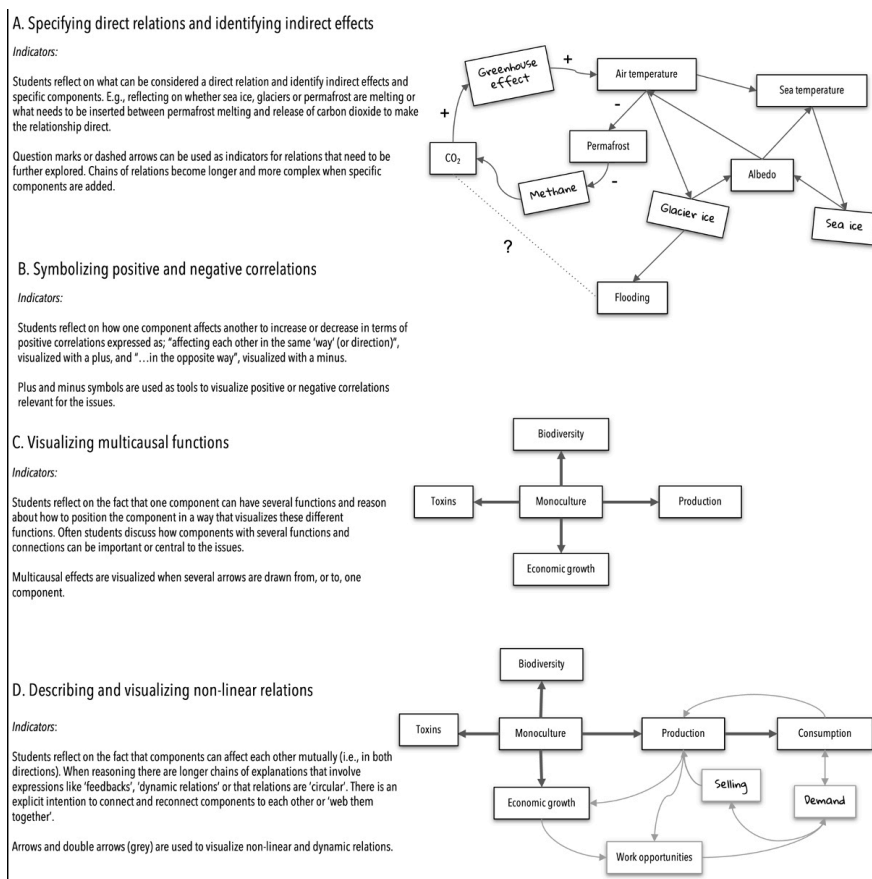 A. Specifying direct relations and identifying indirect effects
Indicators:
Students reflect on what can be considered a direct relation and identify indirect effects and
specific components. E.g., reflecting on whether sea ice, glaciers or permafrost are melting or
what needs to be inserted between permafrost melting and release of carbon dioxide to make
the relationship direct.
Question marks or dashed arrows can be used as indicators for relations that need to be
further explored. Chains of relations become longer and more complex when specific
components are added.
Greenhouse
effect
+
Air temperature
Sea temperature
+
-
CO₂
Permafrost
Albedo
-
Methane
Glacier ice
Sea ice
?
Flooding
B. Symbolizing positive and negative correlations
Indicators:
Students reflect on how one component affects another to increase or decrease in terms of
positive correlations expressed as; “affecting each other in the same ‘way’ (or direction)”,
visualized with a plus, and “…in the opposite way”, visualized with a minus.
Plus and minus symbols are used as tools to visualize positive or negative correlations
relevant for the issues.
C. Visualizing multicausal functions
Indicators:
Students reflect on the fact that one component can have several functions and reason
about how to position the component in a way that visualizes these different
functions. Often students discuss how components with several functions and
connections can be important or central to the issues.
Multicausal effects are visualized when several arrows are drawn from, or to, one
component.
Biodiversity
Toxins
Monoculture
Production
Economic growth
D. Describing and visualizing non-linear relations
Indicators:
Students reflect on the fact that components can affect each other mutually (i.e., in both
directions). When reasoning there are longer chains of explanations that involve
expressions like ‘feedbacks’, ‘dynamic relations’ or that relations are ‘circular’. There is an
explicit intention to connect and reconnect components to each other or ‘web them
together’.
Arrows and double arrows (grey) are used to visualize non-linear and dynamic relations.
Biodiversity
Toxins
Monoculture
Production
Consumption
Economic growth
Selling
Demand
Work opportunities